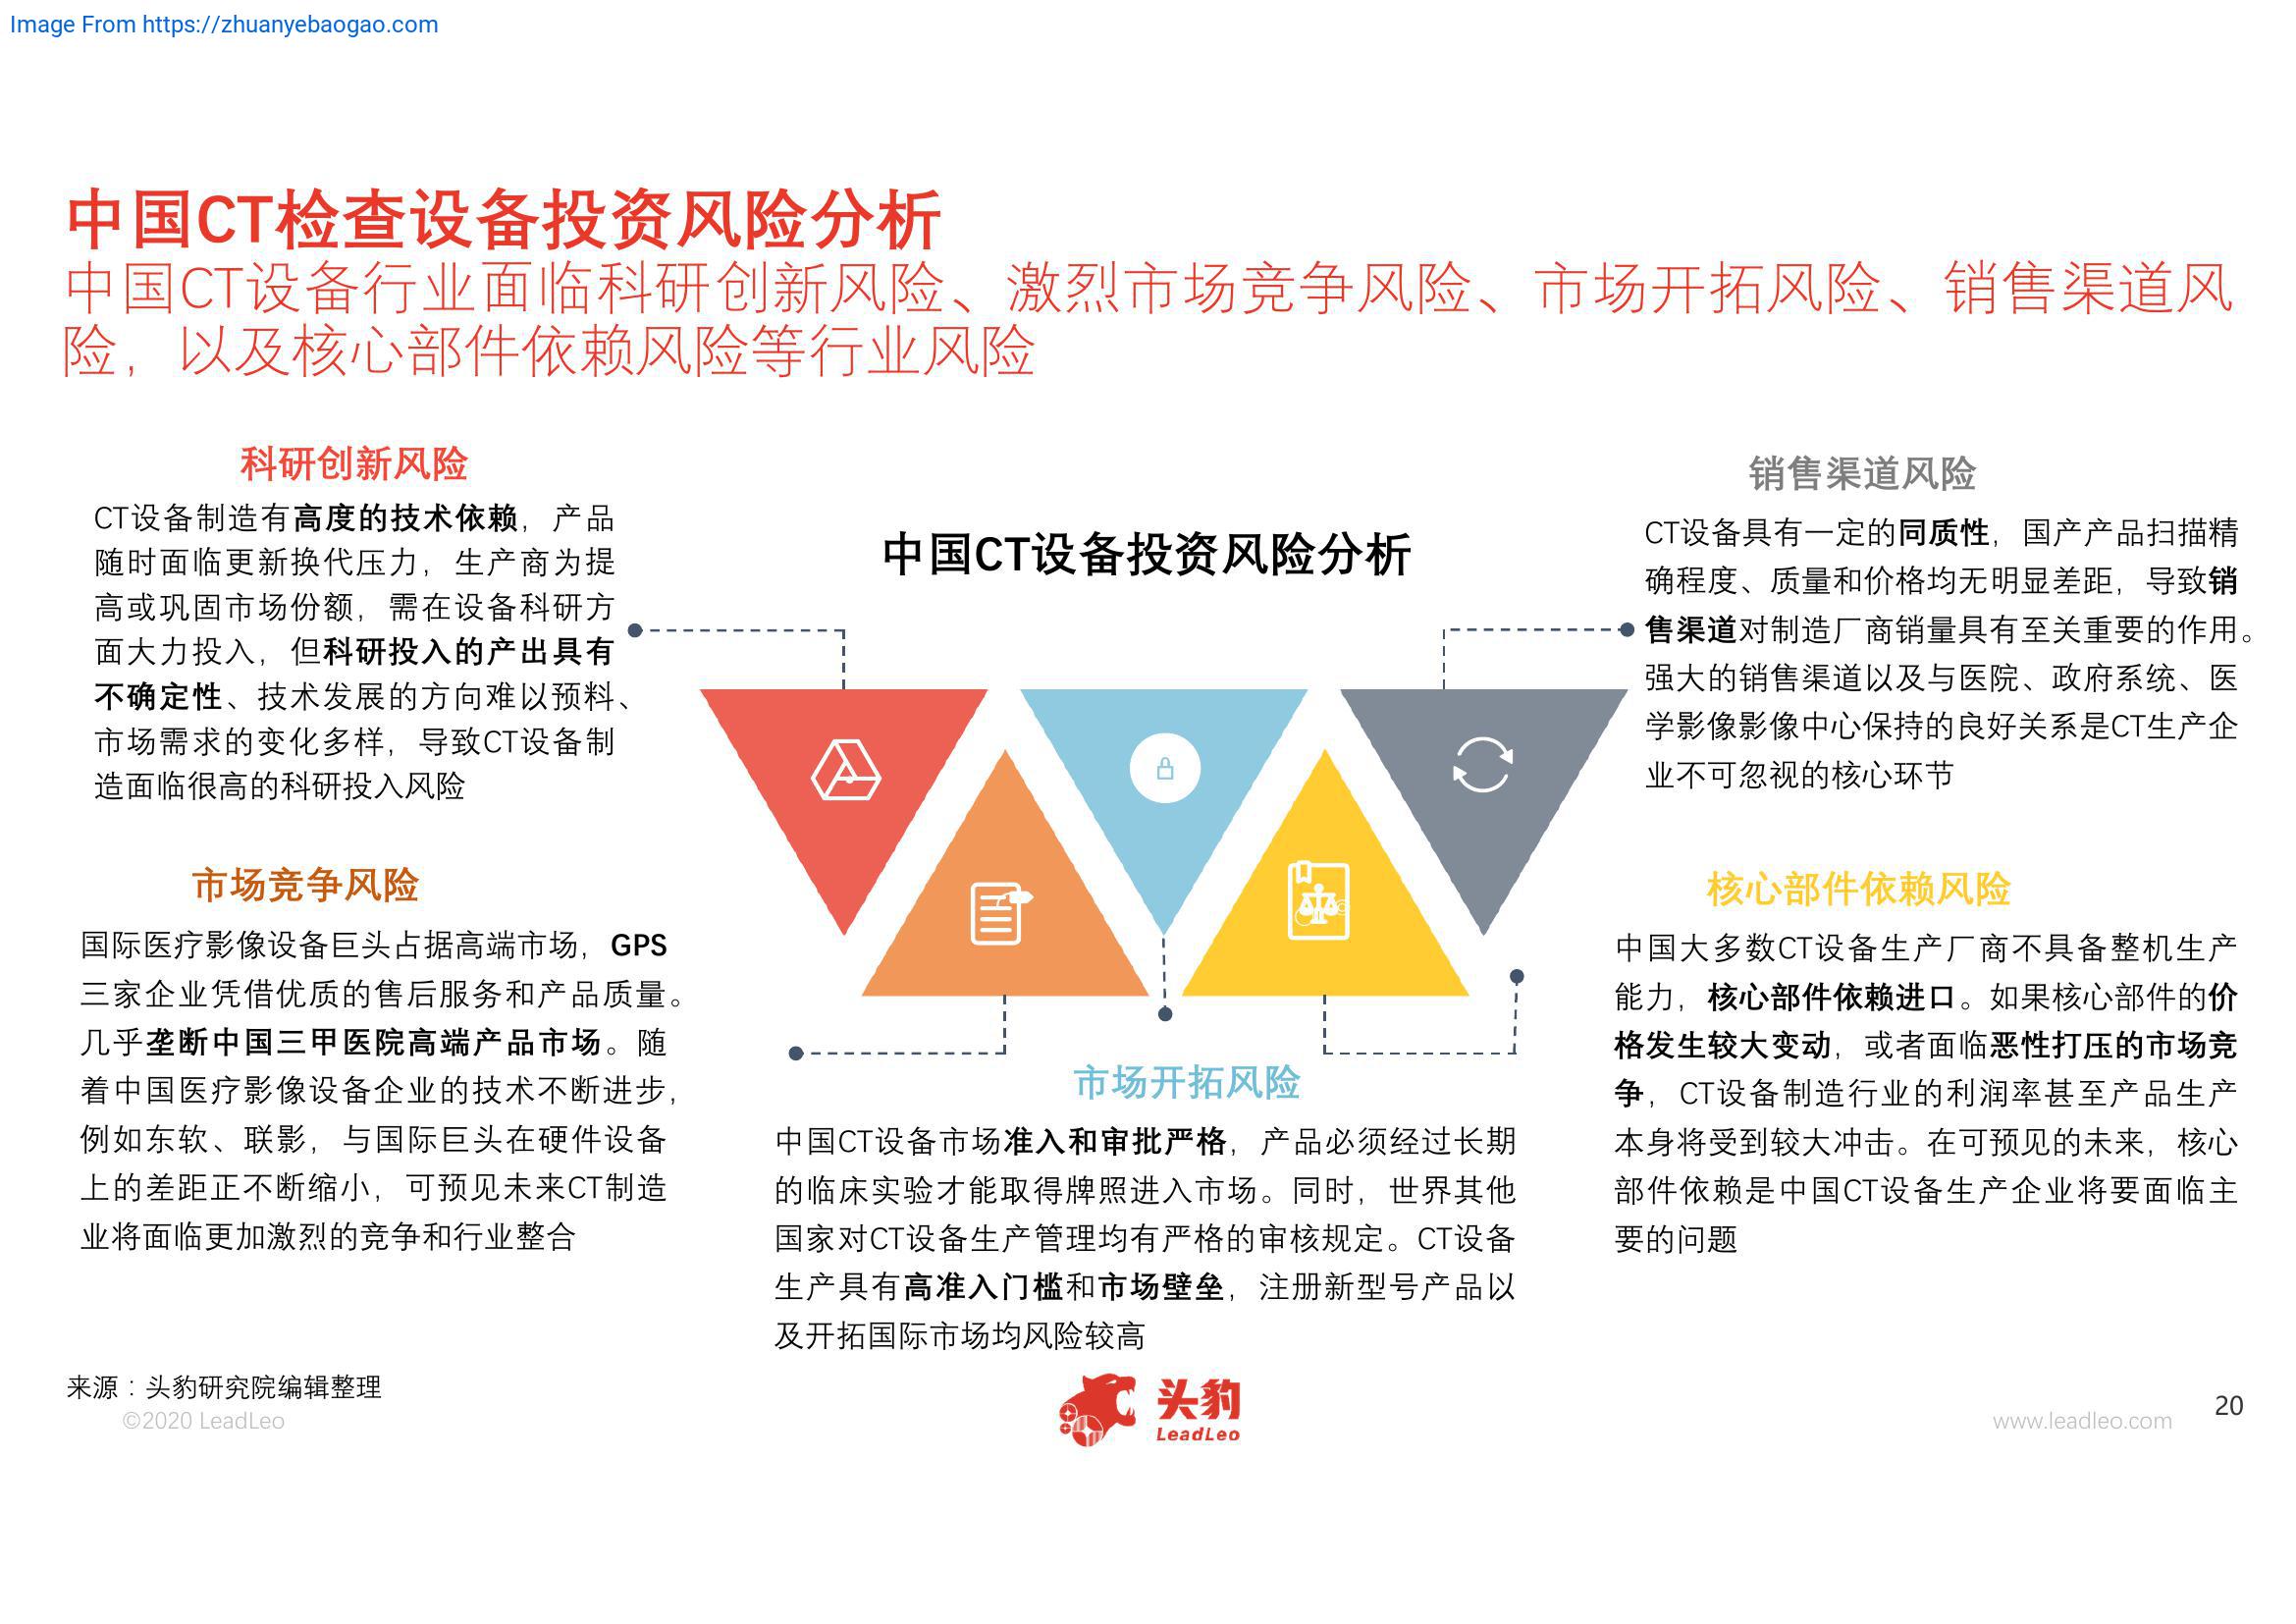 Image From https://zhuanyebaogao.com
中国CT检查设备投资风险分析
中国CT设备行业面临科研创新风险、激烈市场竞争风险、市场开拓风险、销售渠道风
险，以及核心部件依赖风险等行业风险
科研创新风险
CT设备制造有高度的技术依赖，产品
随时面临更新换代压力，生产商为提
高或巩固市场份额，需在设备科研方
面大力投入，但科研投入的产出具有
不确定性、技术发展的方向难以预料、
市场需求的变化多样，导致CT设备制
造面临很高的科研投入风险
市场竞争风险
国际医疗影像设备巨头占据高端市场，GPS
三家企业凭借优质的售后服务和产品质量。
几乎垄断中国三甲医院高端产品市场。随
着中国医疗影像设备企业的技术不断进步，
例如东软、联影，与国际巨头在硬件设备
上的差距正不断缩小，可预见未来CT制造
业将面临更加激烈的竞争和行业整合
中国CT设备投资风险分析
市场开拓风险
中国CT设备市场准入和审批严格，产品必须经过长期
的临床实验才能取得牌照进入市场。同时，世界其他
国家对CT设备生产管理均有严格的审核规定。CT设备
生产具有高准入门槛和市场壁垒，注册新型号产品以
及开拓国际市场均风险较高
销售渠道风险
CT设备具有一定的同质性，国产产品扫描精
确程度、质量和价格均无明显差距，导致销
售渠道对制造厂商销量具有至关重要的作用。
强大的销售渠道以及与医院、政府系统、医
学影像影像中心保持的良好关系是CT生产企
业不可忽视的核心环节
核心部件依赖风险
中国大多数CT设备生产厂商不具备整机生产
能力，核心部件依赖进口。如果核心部件的价
格发生较大变动，或者面临恶性打压的市场竞
争，CT设备制造行业的利润率甚至产品生产
本身将受到较大冲击。在可预见的未来，核心
部件依赖是中国CT设备生产企业将要面临主
要的问题
来源：头豹研究院编辑整理
©2020 LeadLeo
头豹
LeadLeo
www.leadleo.com
20